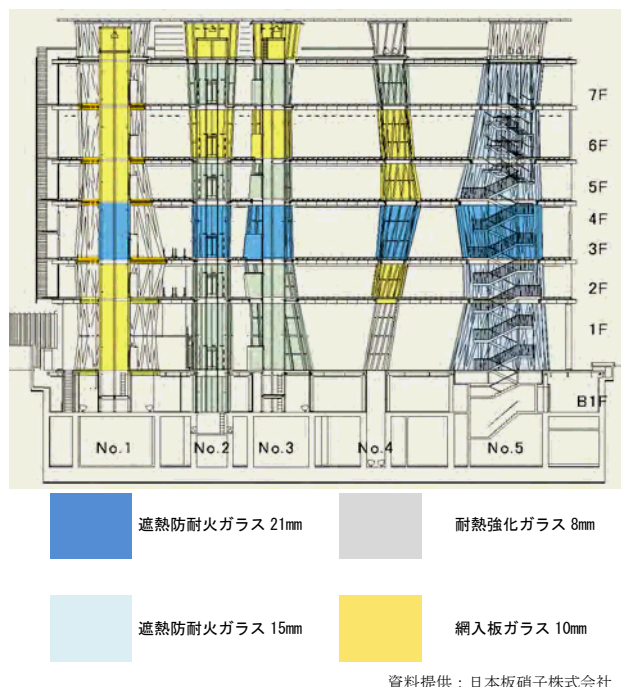 7F
6F
5F
4F
3F
2F
1F
B1F
No.1
No.2
No.3
No.4
No.5
遮熱防耐火ガラス 21mm
耐熱強化ガラス 8mm
遮熱防耐火ガラス 15mm
網入板ガラス 10mm
資料提供：日本板硝子株式会社